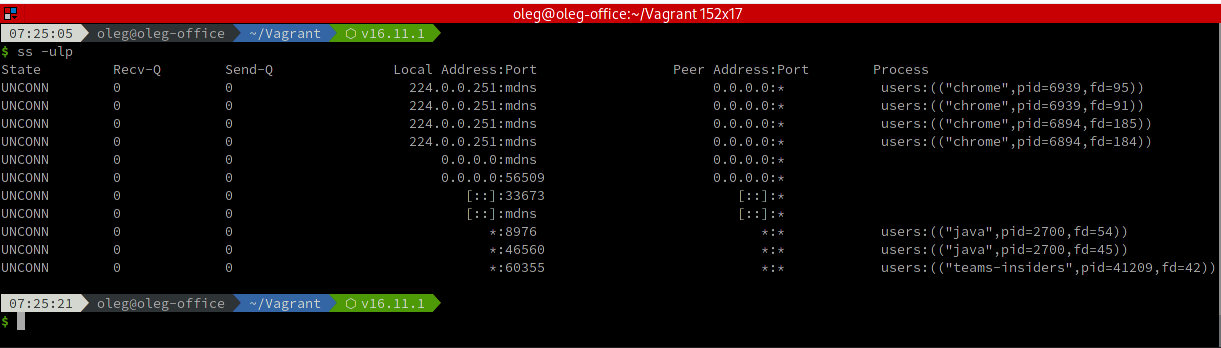 oleg@oleg-office:~/Vagrant 152x17
07:25:05 oleg@oleg-office ~/Vagrant ⬡ v16.11.1
$ ss -ulp
State Recv-Q Send-Q Local Address:Port Peer Address:Port Process
UNCONN 0 0 224.0.0.251:mdns 0.0.0.0:* users:(("chrome",pid=6939,fd=95))
UNCONN 0 0 224.0.0.251:mdns 0.0.0.0:* users:(("chrome",pid=6939,fd=91))
UNCONN 0 0 224.0.0.251:mdns 0.0.0.0:* users:(("chrome",pid=6894,fd=185))
UNCONN 0 0 224.0.0.251:mdns 0.0.0.0:* users:(("chrome",pid=6894,fd=184))
UNCONN 0 0 0.0.0.0:mdns 0.0.0.0:*
UNCONN 0 0 0.0.0.0:56509 0.0.0.0:*
UNCONN 0 0 [::]:33673 [::]:*
UNCONN 0 0 [::]:mdns [::]:*
UNCONN 0 0 *:8976 *:* users:(("java",pid=2700,fd=54))
UNCONN 0 0 *:46560 *:* users:(("java",pid=2700,fd=45))
UNCONN 0 0 *:60355 *:* users:(("teams-insiders",pid=41209,fd=42))
07:25:21 oleg@oleg-office ~/Vagrant ⬡ v16.11.1
$